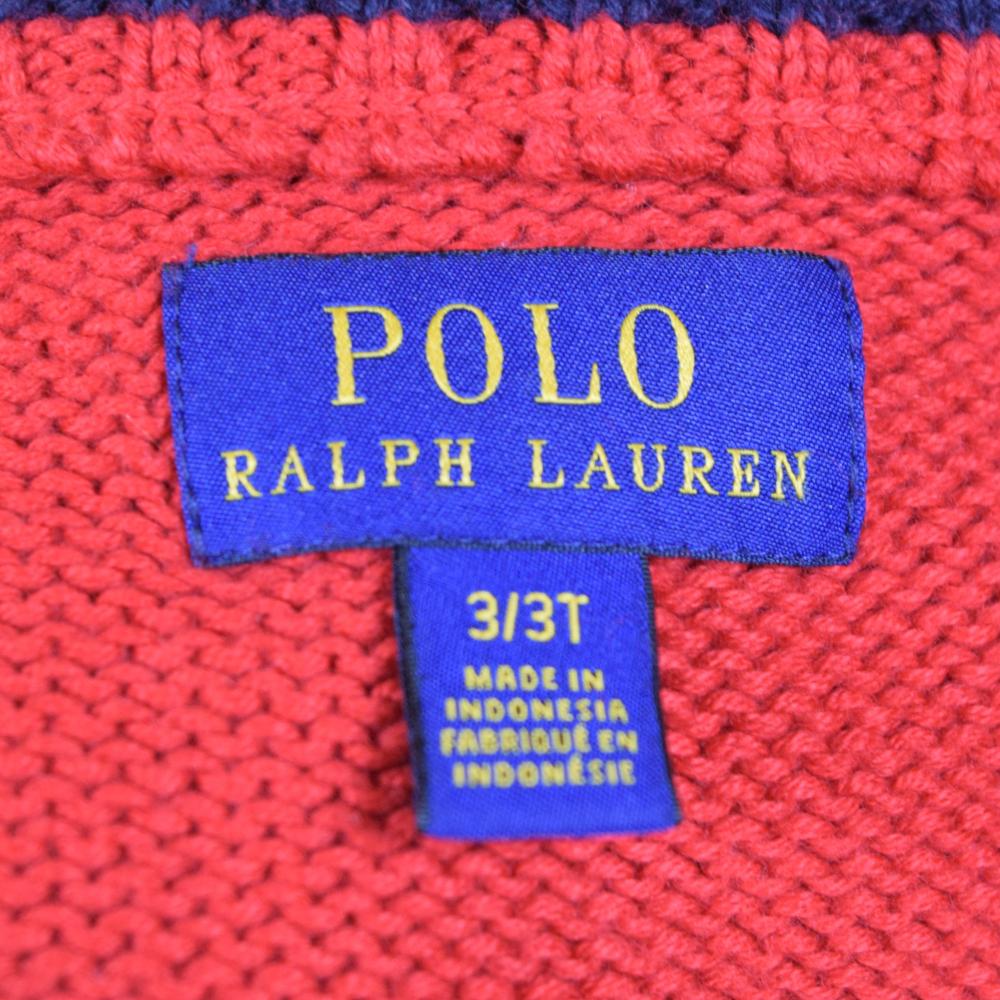 POLO
RALPH LAUREN
3/3T
MADE IN
INDONESIA
FABRIQUÉ EN
INDONÉSIE